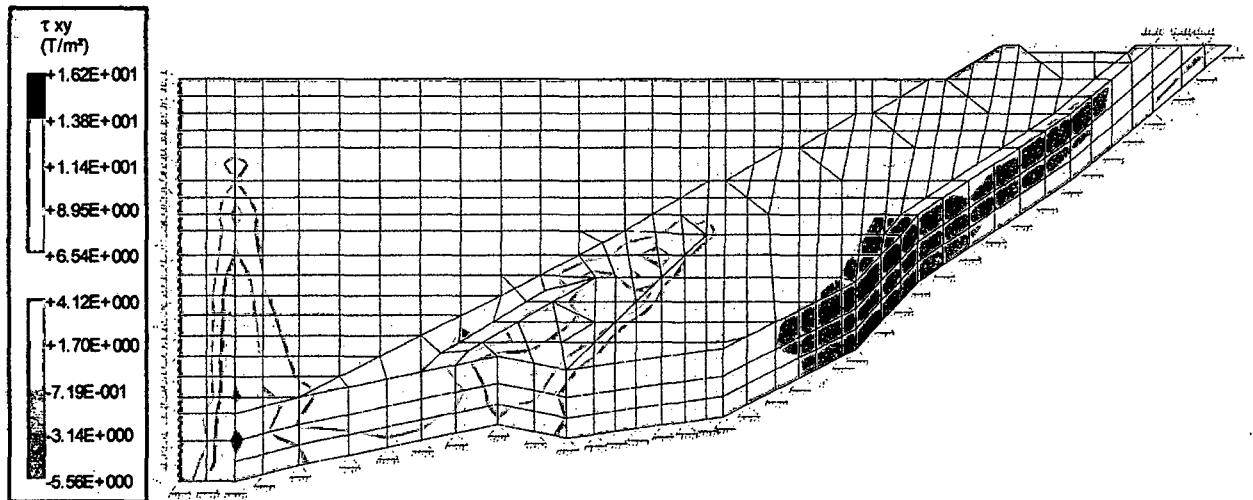 τ xy
(T/m²)
+1.62E+001
+1.38E+001
+1.14E+001
+8.95E+000
+6.54E+000
+4.12E+000
+1.70E+000
-7.19E-001
-3.14E+000
-5.56E+000